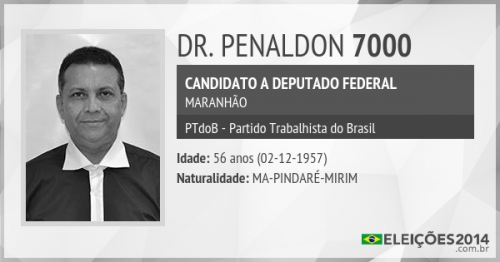 DR. PENALDON 7000
CANDIDATO A DEPUTADO FEDERAL
MARANHÃO
PTdoB - Partido Trabalhista do Brasil
Idade: 56 anos (02-12-1957)
Naturalidade: MA-PINDARÉ-MIRIM
ELEIÇÕES2014
.com.br